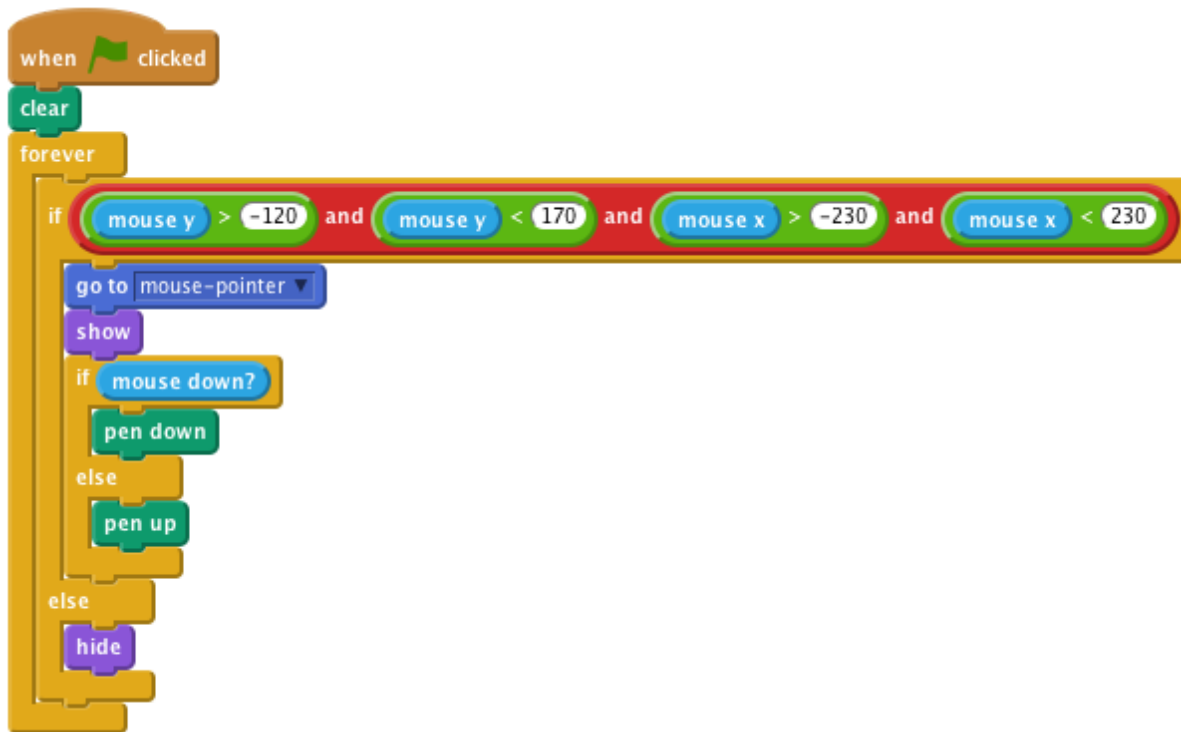 when clicked
clear
forever
if mouse y > -120 and mouse y < 170 and mouse x > -230 and mouse x < 230
go to mouse-pointer
show
if mouse down?
pen down
else
pen up
else
hide